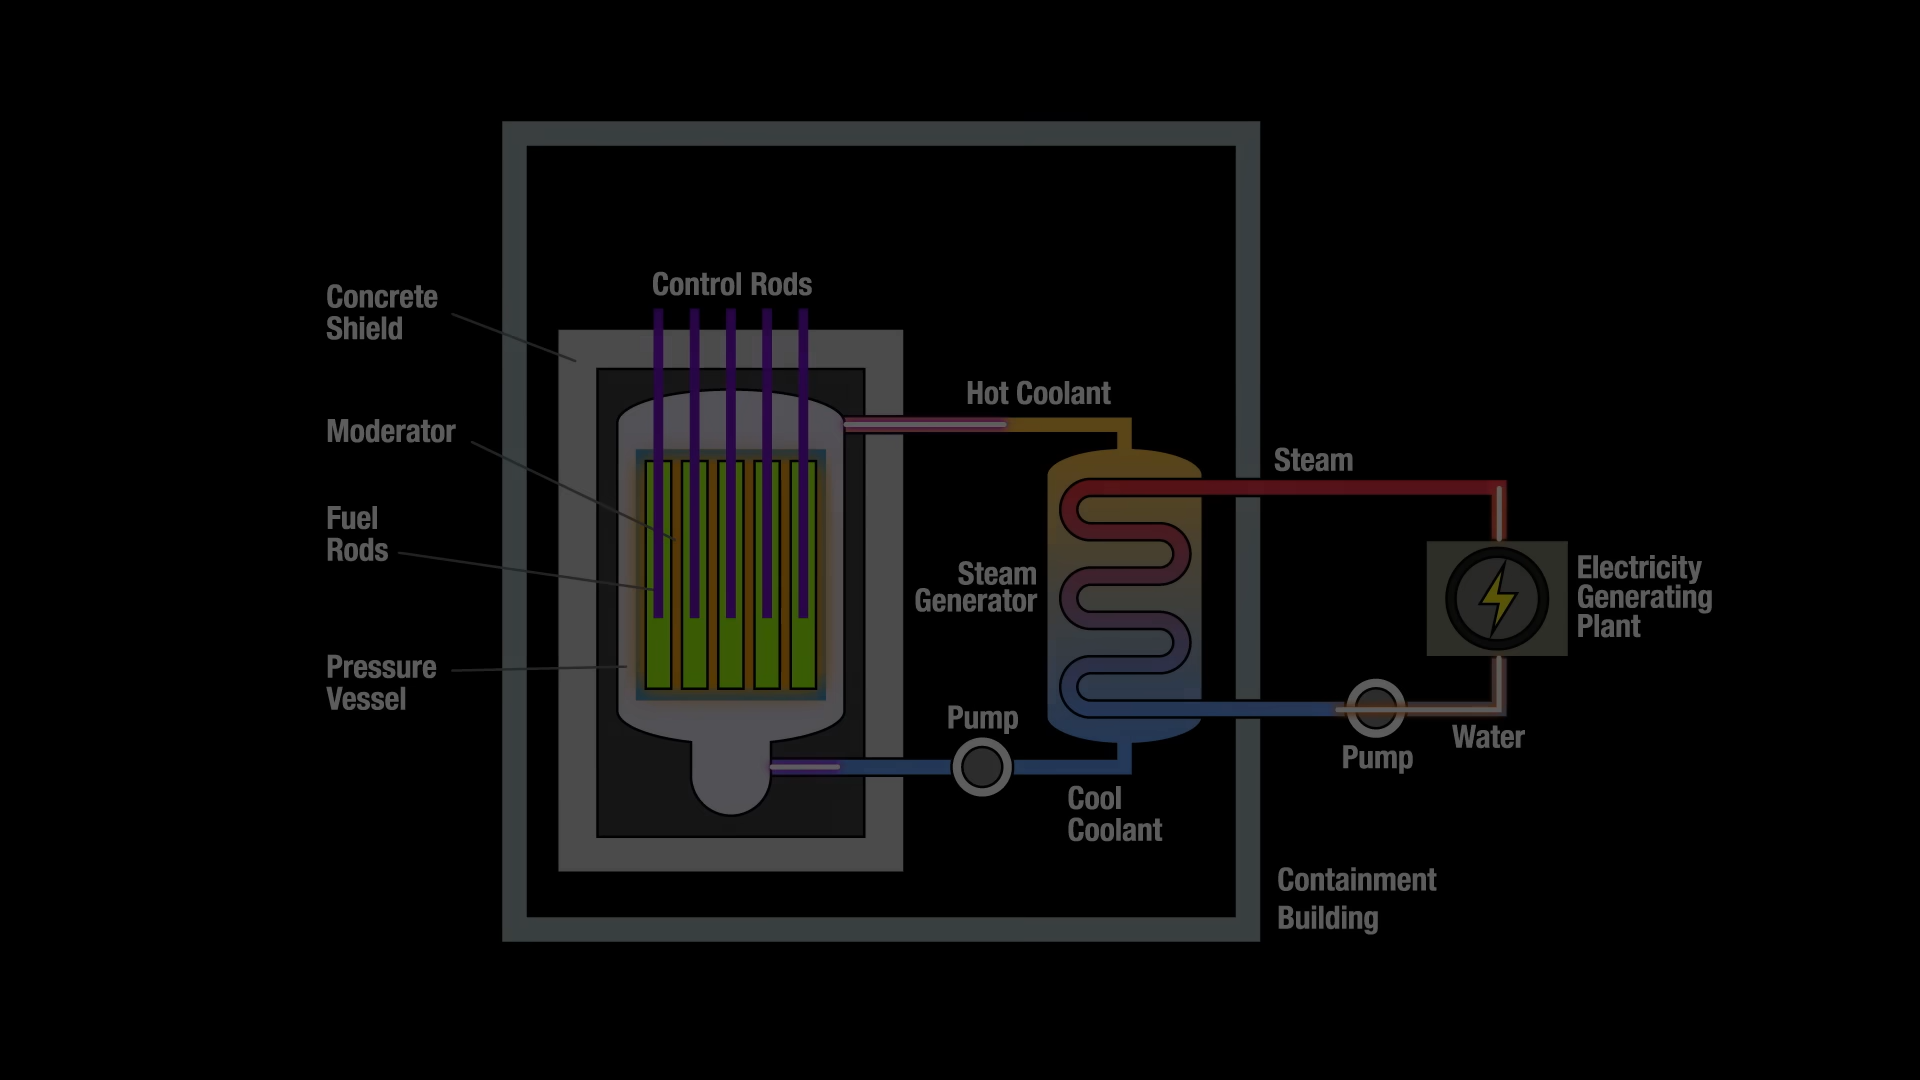 Control Rods
Concrete
Shield
Hot Coolant
Moderator
Steam
Fuel
Rods
Steam
Generator
Electricity
Generating
Plant
Pressure
Vessel
Pump
Water
Pump
Cool
Coolant
Containment
Building